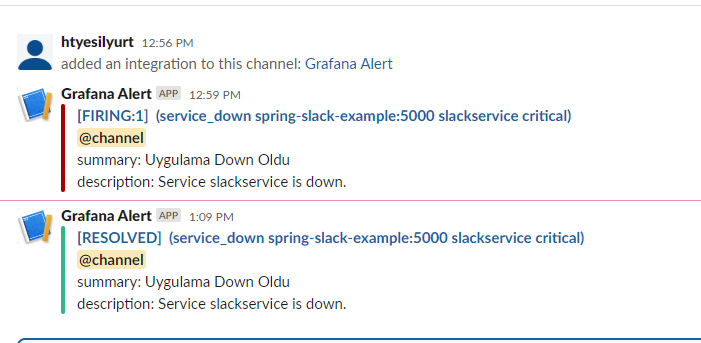 htyesilyurt 12:56 PM
added an integration to this channel: Grafana Alert
Grafana Alert APP 12:59 PM
[FIRING:1] (service_down spring-slack-example:5000 slackservice critical)
@channel
summary: Uygulama Down Oldu
description: Service slackservice is down.
Grafana Alert APP 1:09 PM
[RESOLVED] (service_down spring-slack-example:5000 slackservice critical)
@channel
summary: Uygulama Down Oldu
description: Service slackservice is down.